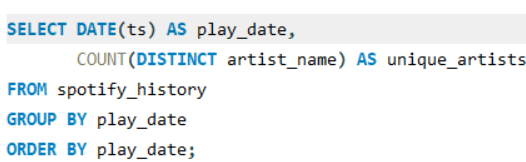 SELECT DATE(ts) AS play_date,
       COUNT(DISTINCT artist_name) AS unique_artists
FROM spotify_history
GROUP BY play_date
ORDER BY play_date;